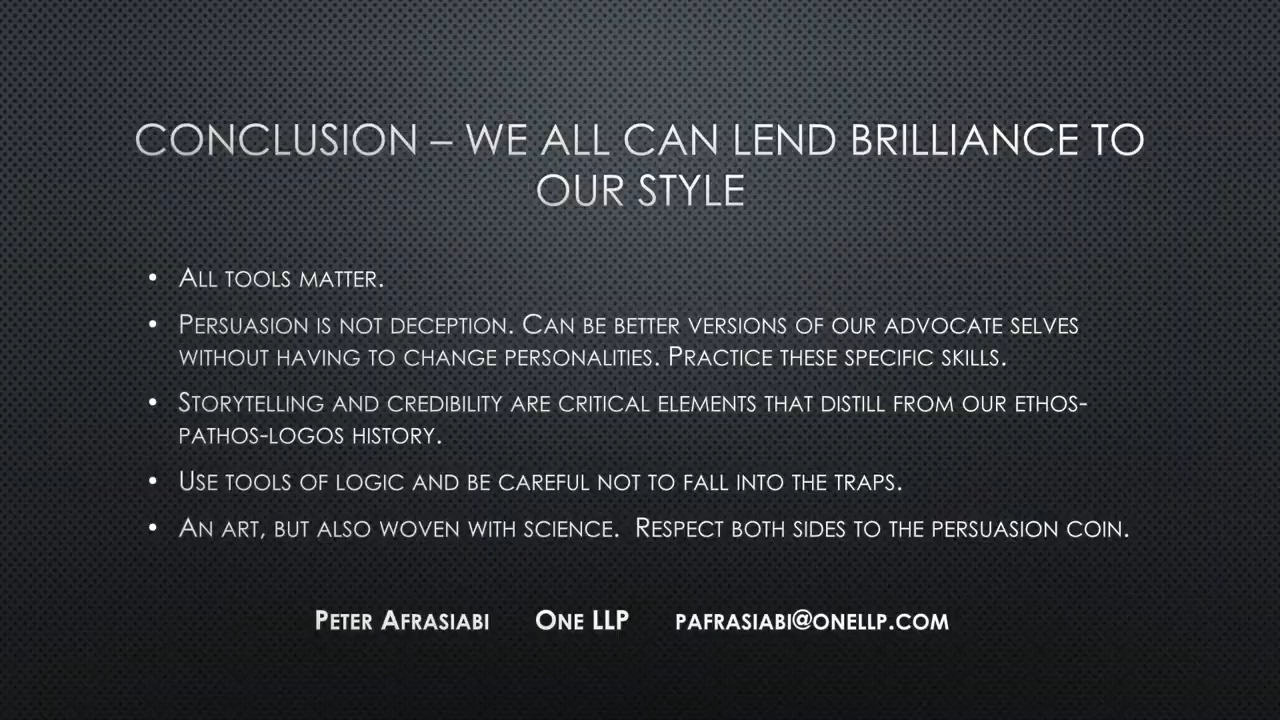 CONCLUSION – WE ALL CAN LEND BRILLIANCE TO
OUR STYLE
• All tools matter.
• Persuasion is not deception. Can be better versions of our advocate selves
without having to change personalities. Practice these specific skills.
• Storytelling and credibility are critical elements that distill from our ethos-
pathos-logos history.
• Use tools of logic and be careful not to fall into the traps.
• An art, but also woven with science.  Respect both sides to the persuasion coin.
Peter Afrasiabi One LLP pafrasiabi@onellp.com